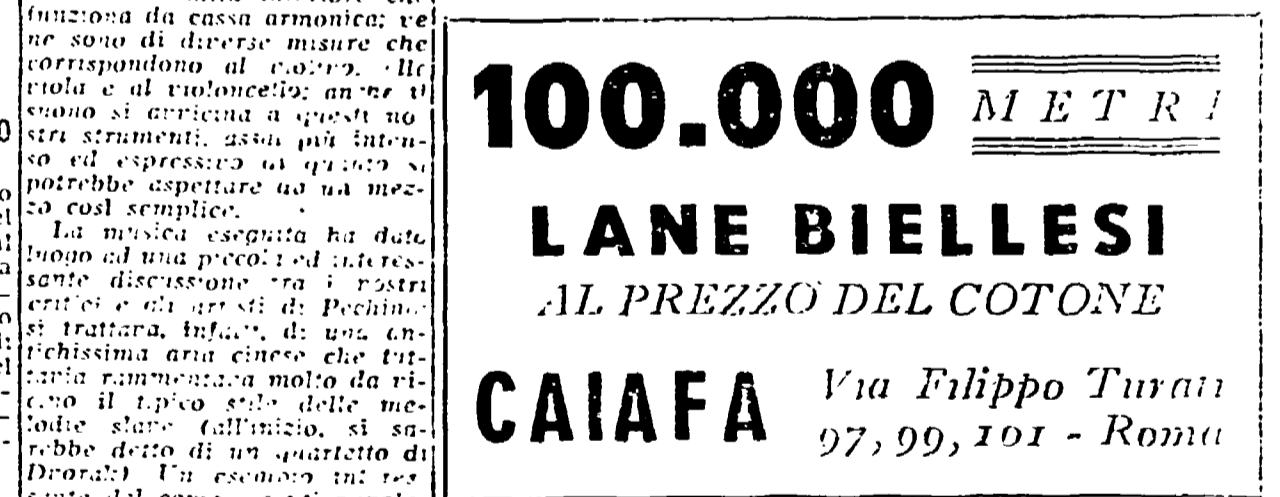 funziona da cassa armonica; ve
ne sono di diverse misure che
corrispondono al
viola e al violoncello; anche il
suono si avvicina a questi no-
stri strumenti, assai più inten-
so ed espressivo di quanto si
potrebbe aspettare da un mez-
zo così semplice.
La musica eseguita ha dato
luogo ad una piccola ed interes-
sante discussione tra i nostri
critici e gli artisti di Pechino:
si trattava, infatti, di una an-
tichissima aria cinese che tut-
tavia rammentava molto da vi-
cino il tipico stile delle me-
lodie slave (all'inizio, si sa-
rebbe detto di un quartetto di
Dvorak). Un esempio
100.000 METRI
LANE BIELLESI
AL PREZZO DEL COTONE
CAIAFA
Via Filippo Turati
97, 99, 101 - Roma